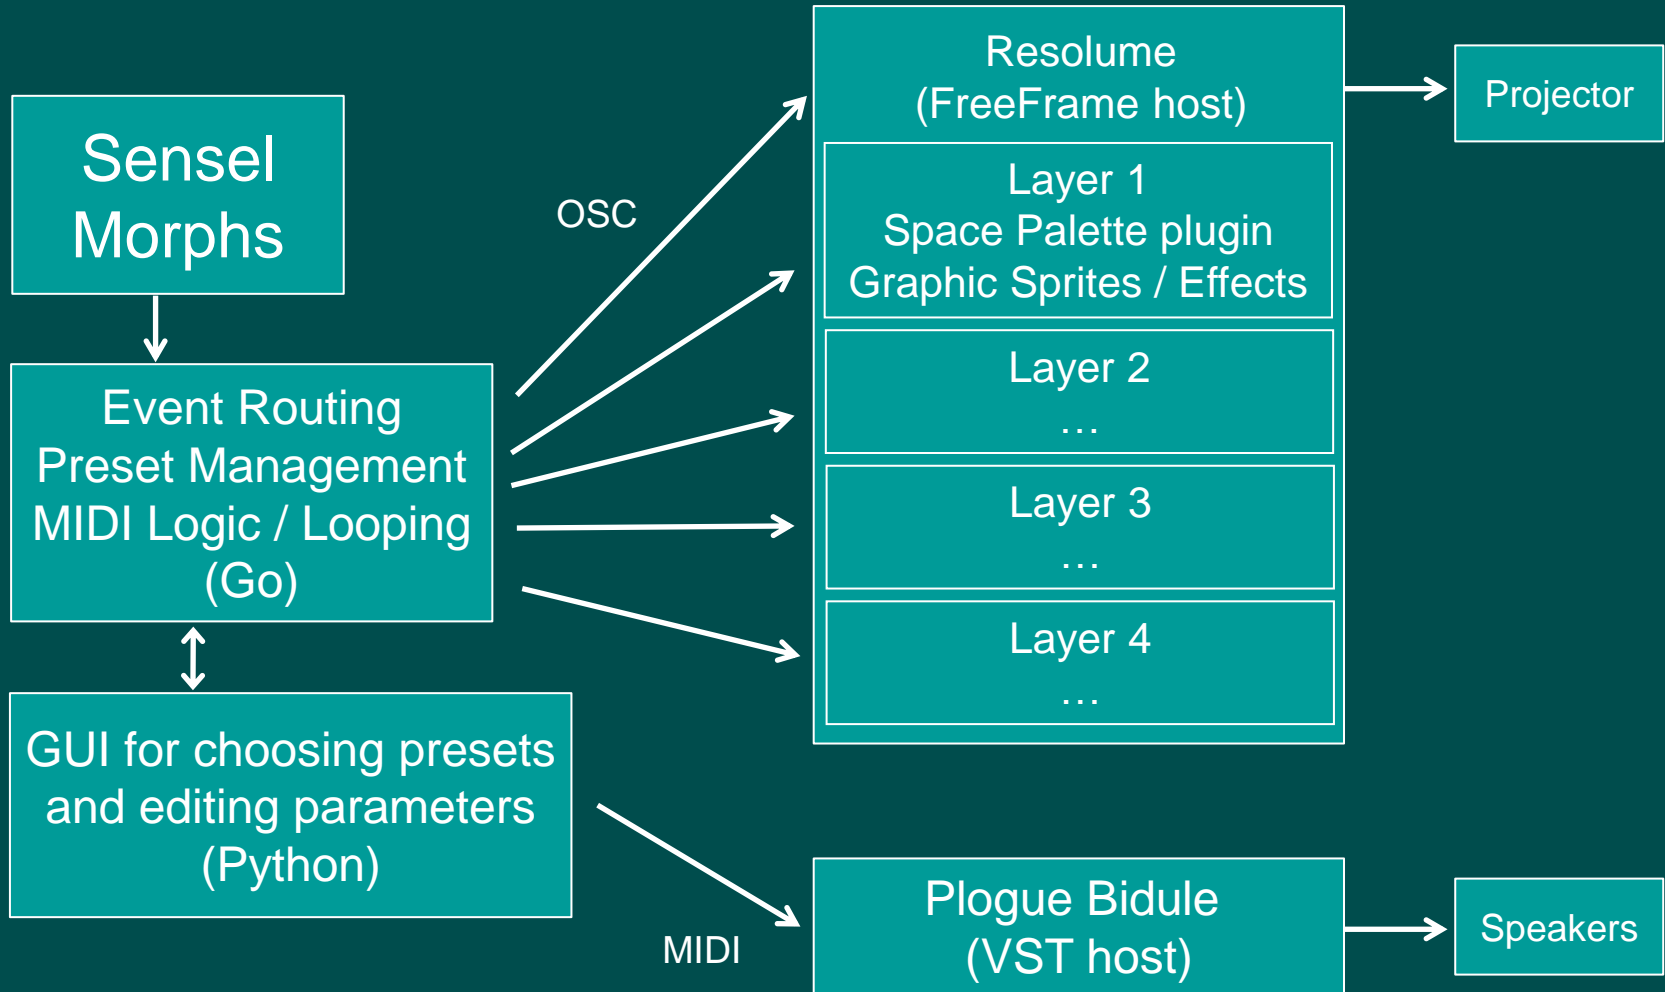 Sensel
Morphs
Event Routing
Preset Management
MIDI Logic / Looping
(Go)
GUI for choosing presets
and editing parameters
(Python)
OSC
MIDI
Resolume
(FreeFrame host)
Layer 1
Space Palette plugin
Graphic Sprites / Effects
Layer 2
…
Layer 3
…
Layer 4
…
Plogue Bidule
(VST host)
Projector
Speakers